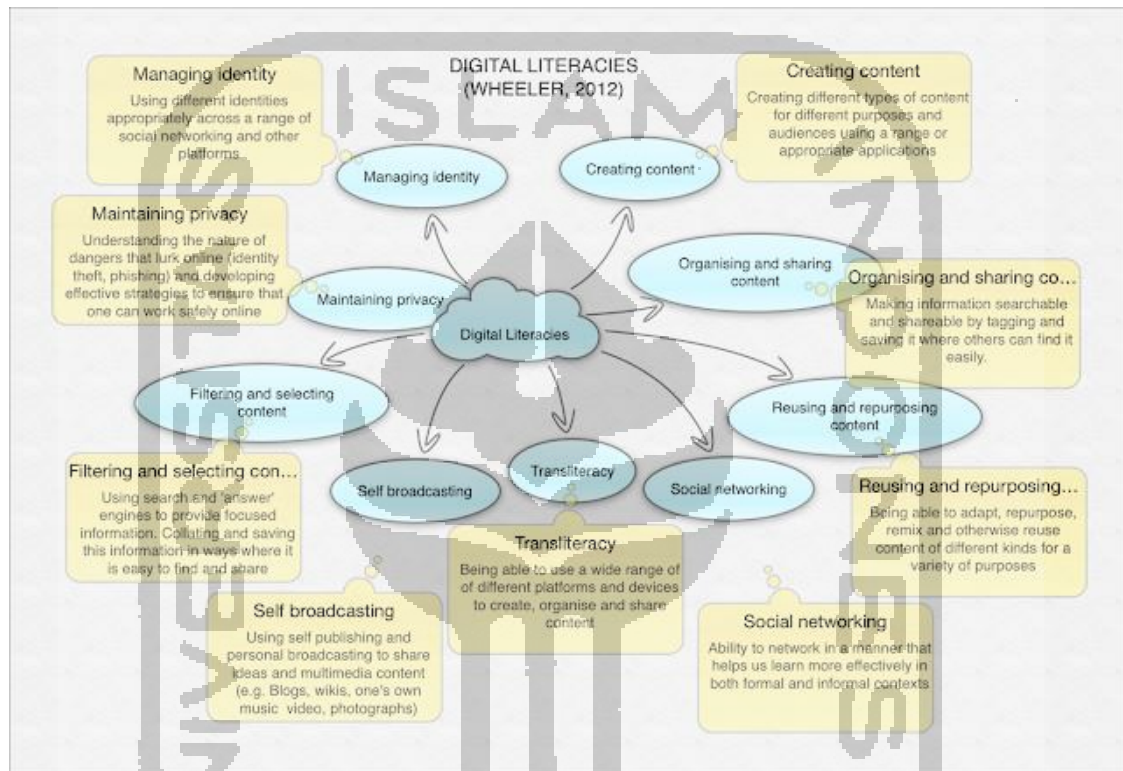 DIGITAL LITERACIES
(WHEELER, 2012)
Managing identity
Using different identities
appropriately across a range of
social networking and other
platforms
Managing identity
Creating content
Creating different types of content
for different purposes and
audiences using a range or
appropriate applications
Creating content
Maintaining privacy
Understanding the nature of
dangers that lurk online (identity
theft, phishing) and developing
effective strategies to ensure that
one can work safely online
Maintaining privacy
Digital Literacies
Organising and sharing
content
Organising and sharing co...
Making information searchable
and shareable by tagging and
saving it where others can find it
easily.
Filtering and selecting
content
Filtering and selecting con...
Using search and 'answer'
engines to provide focused
information. Collating and saving
this information in ways where it
is easy to find and share
Self broadcasting
Self broadcasting
Using self publishing and
personal broadcasting to share
ideas and multimedia content
(e.g. Blogs, wikis, one's own
music video, photographs)
Transliteracy
Transliteracy
Being able to use a wide range of
of different platforms and devices
to create, organise and share
content
Social networking
Social networking
Ability to network in a manner that
helps us learn more effectively in
both formal and informal contexts
Reusing and repurposing
content
Reusing and repurposing...
Being able to adapt, repurpose,
remix and otherwise reuse
content of different kinds for a
variety of purposes
ISLAM